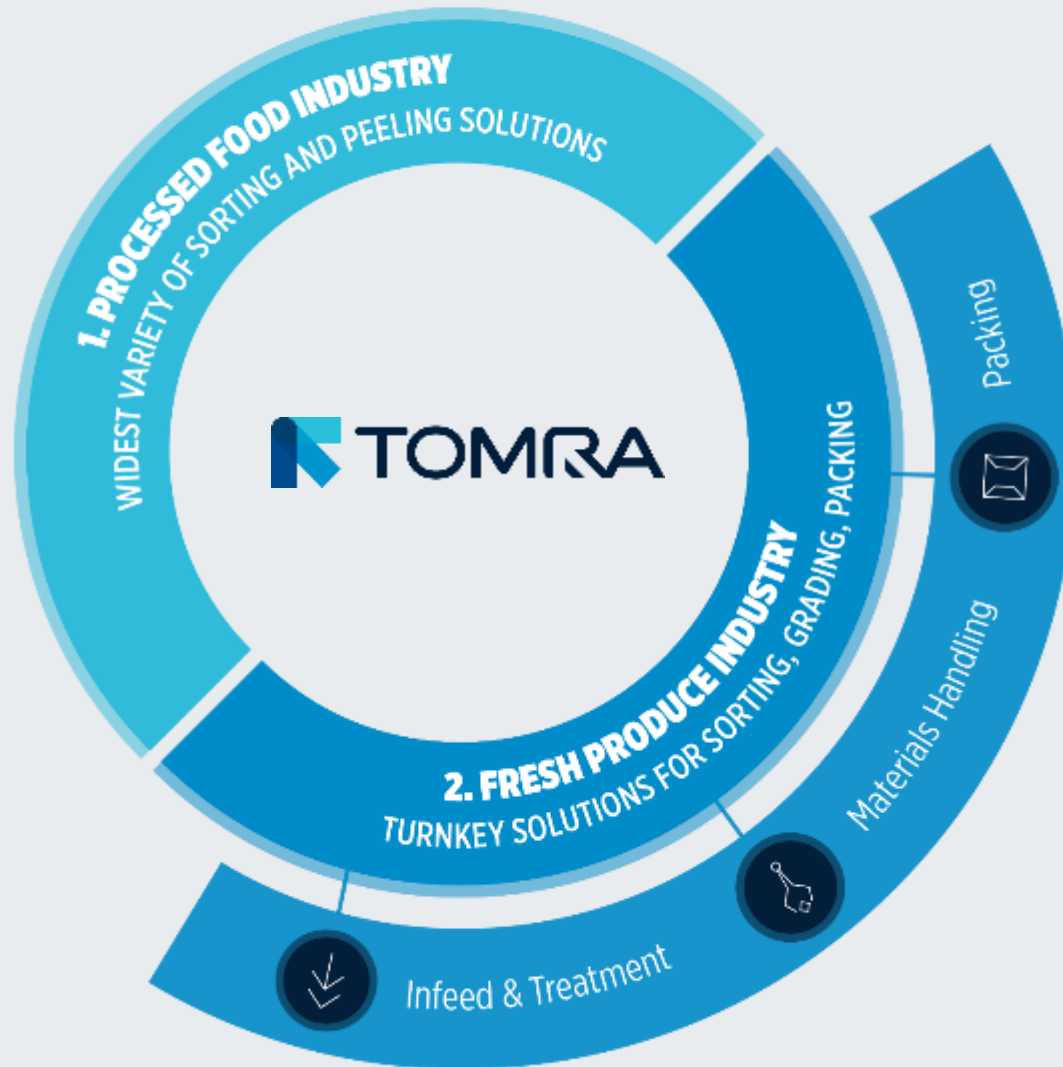 1. PROCESSED FOOD INDUSTRY
WIDEST VARIETY OF SORTING AND PEELING SOLUTIONS
TOMRA
2. FRESH PRODUCE INDUSTRY
TURNKEY SOLUTIONS FOR SORTING, GRADING, PACKING
Packing
Materials Handling
Infeed & Treatment